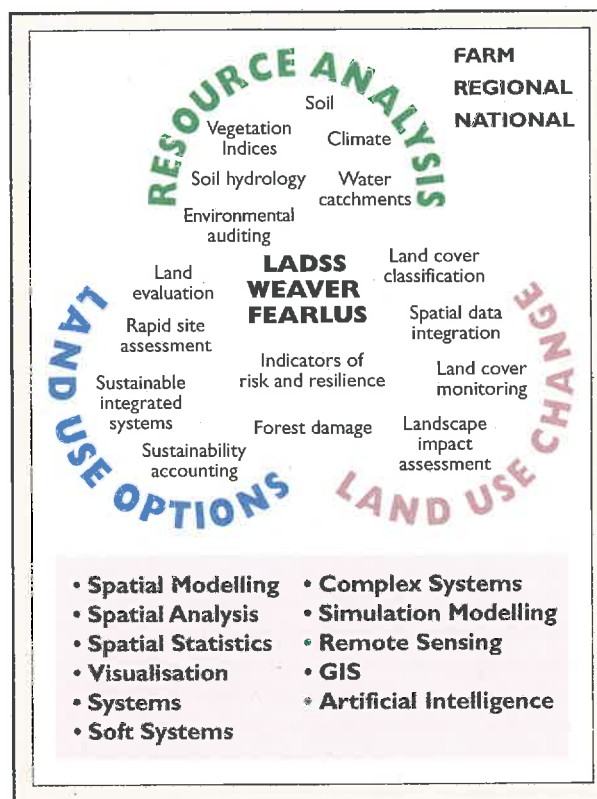 RESOURCE ANALYSIS
FARM
REGIONAL
NATIONAL
Soil
Vegetation
Indices
Climate
Soil hydrology
Water
catchments
Environmental
auditing
LADSS
WEAVER
FEARLUS
Land
evaluation
Rapid site
assessment
Sustainable
integrated
systems
Sustainability
accounting
LAND USE OPTIONS
Indicators of
risk and resilience
Forest damage
Land cover
classification
Spatial data
integration
Land cover
monitoring
Landscape
impact
assessment
LAND USE CHANGE
• Spatial Modelling
• Spatial Analysis
• Spatial Statistics
• Visualisation
• Systems
• Soft Systems
• Complex Systems
• Simulation Modelling
• Remote Sensing
• GIS
• Artificial Intelligence